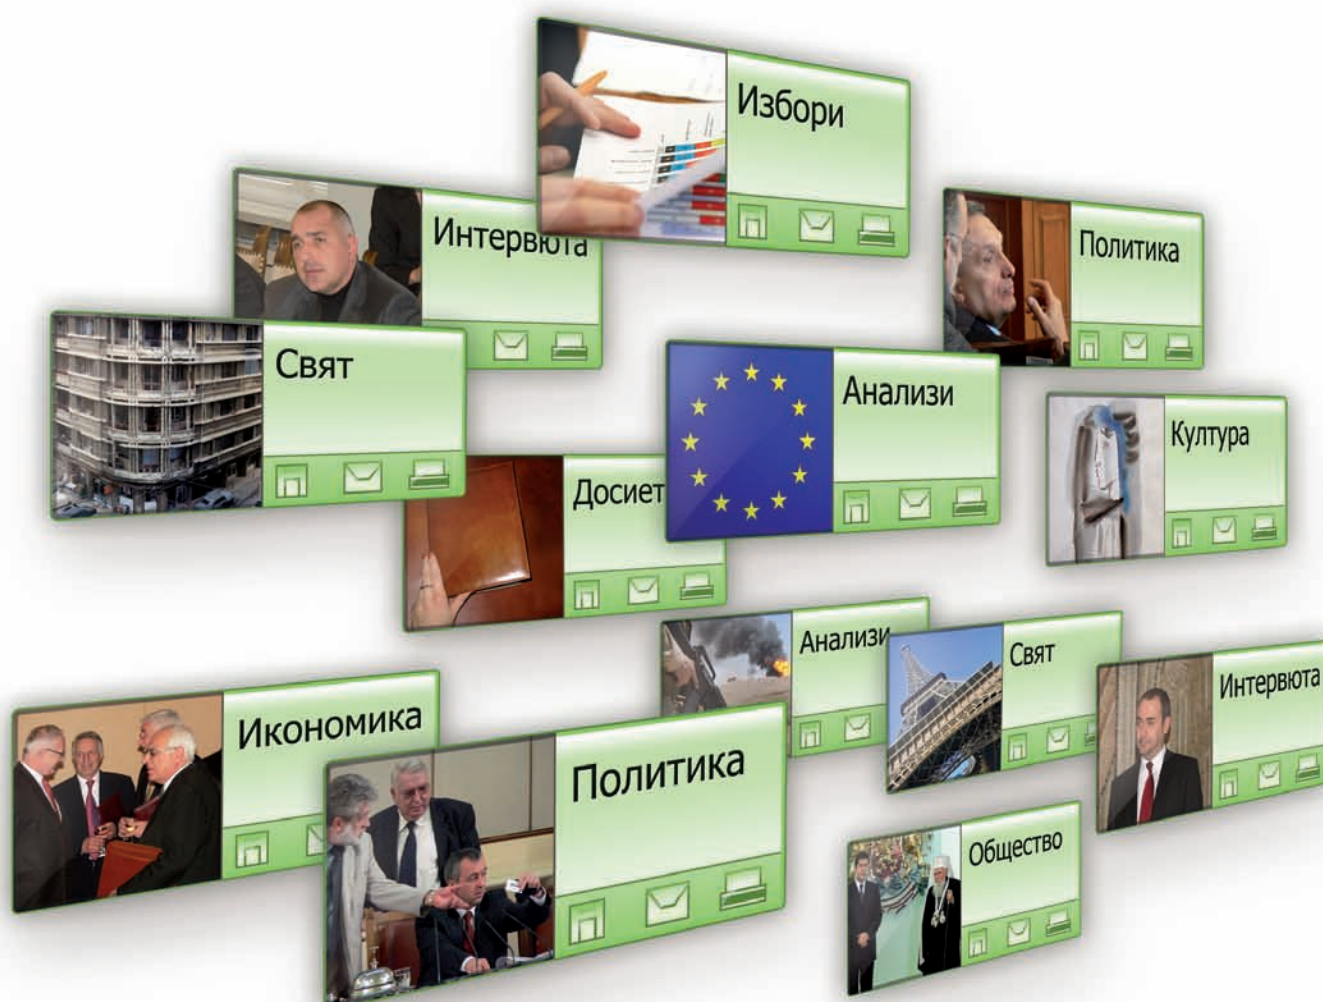 Избори
Интервюта
Политика
Свят
Анализи
Култура
Досиет
Анализи
Свят
Интервюта
Икономика
Политика
Общество